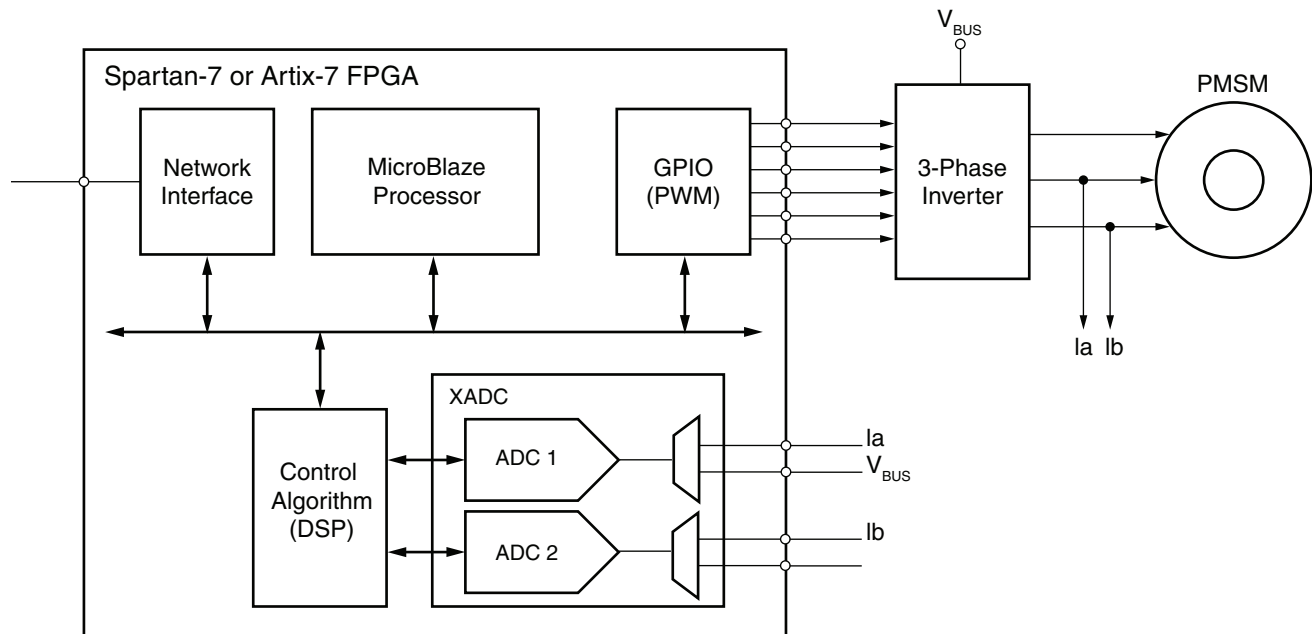 V_BUS
Spartan-7 or Artix-7 FPGA
PMSM
Network
Interface
MicroBlaze
Processor
GPIO
(PWM)
3-Phase
Inverter
Ia
Ib
XADC
Control
Algorithm
(DSP)
ADC 1
Ia
V_BUS
ADC 2
Ib